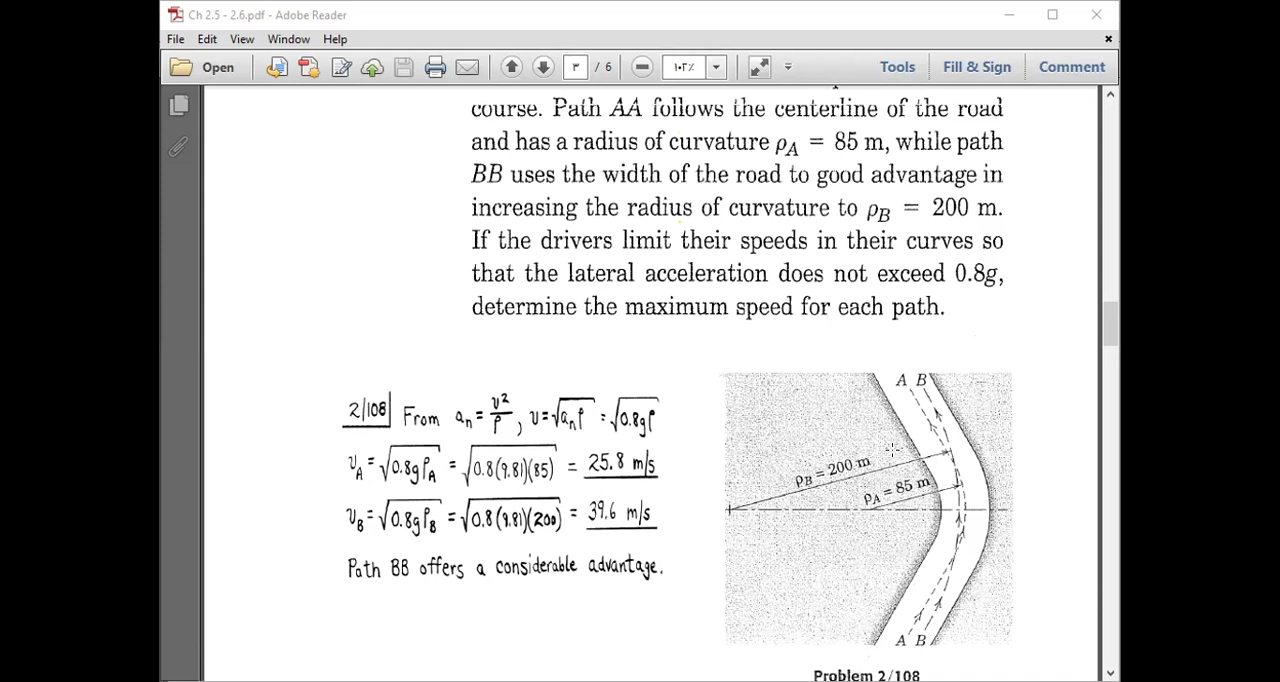 Ch 2.5 - 2.6.pdf - Adobe Reader
File Edit View Window Help
Open ٣ / 6 ١٠٢٪ Tools Fill & Sign Comment
course. Path AA follows the centerline of the road
and has a radius of curvature ρA = 85 m, while path
BB uses the width of the road to good advantage in
increasing the radius of curvature to ρB = 200 m.
If the drivers limit their speeds in their curves so
that the lateral acceleration does not exceed 0.8g,
determine the maximum speed for each path.
2/108 From an = v²/ρ, v = √anρ = √0.8gρ
vA = √0.8gρA = √0.8(9.81)(85) = 25.8 m/s
vB = √0.8gρB = √0.8(9.81)(200) = 39.6 m/s
Path BB offers a considerable advantage.
A B
ρB = 200 m
ρA = 85 m
A B
Problem 2/108